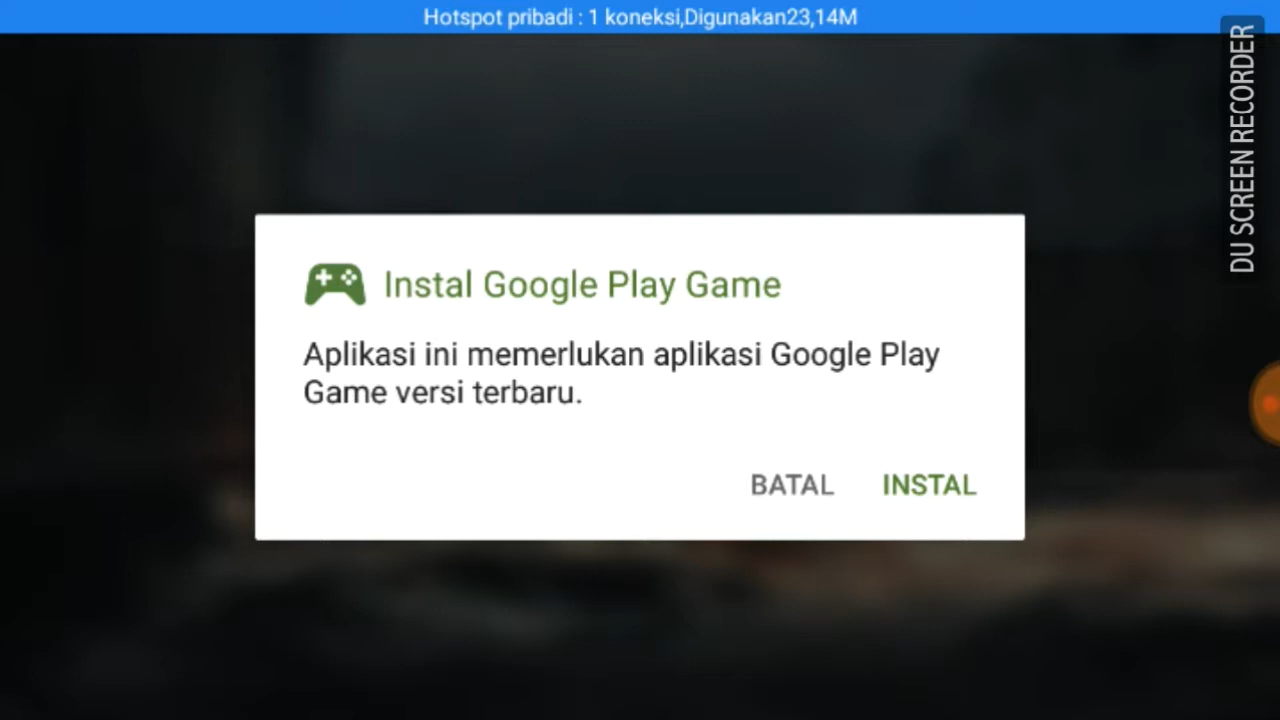 Hotspot pribadi : 1 koneksi,Digunakan23,14M
DU SCREEN RECORDER
Instal Google Play Game
Aplikasi ini memerlukan aplikasi Google Play
Game versi terbaru.
BATAL INSTAL